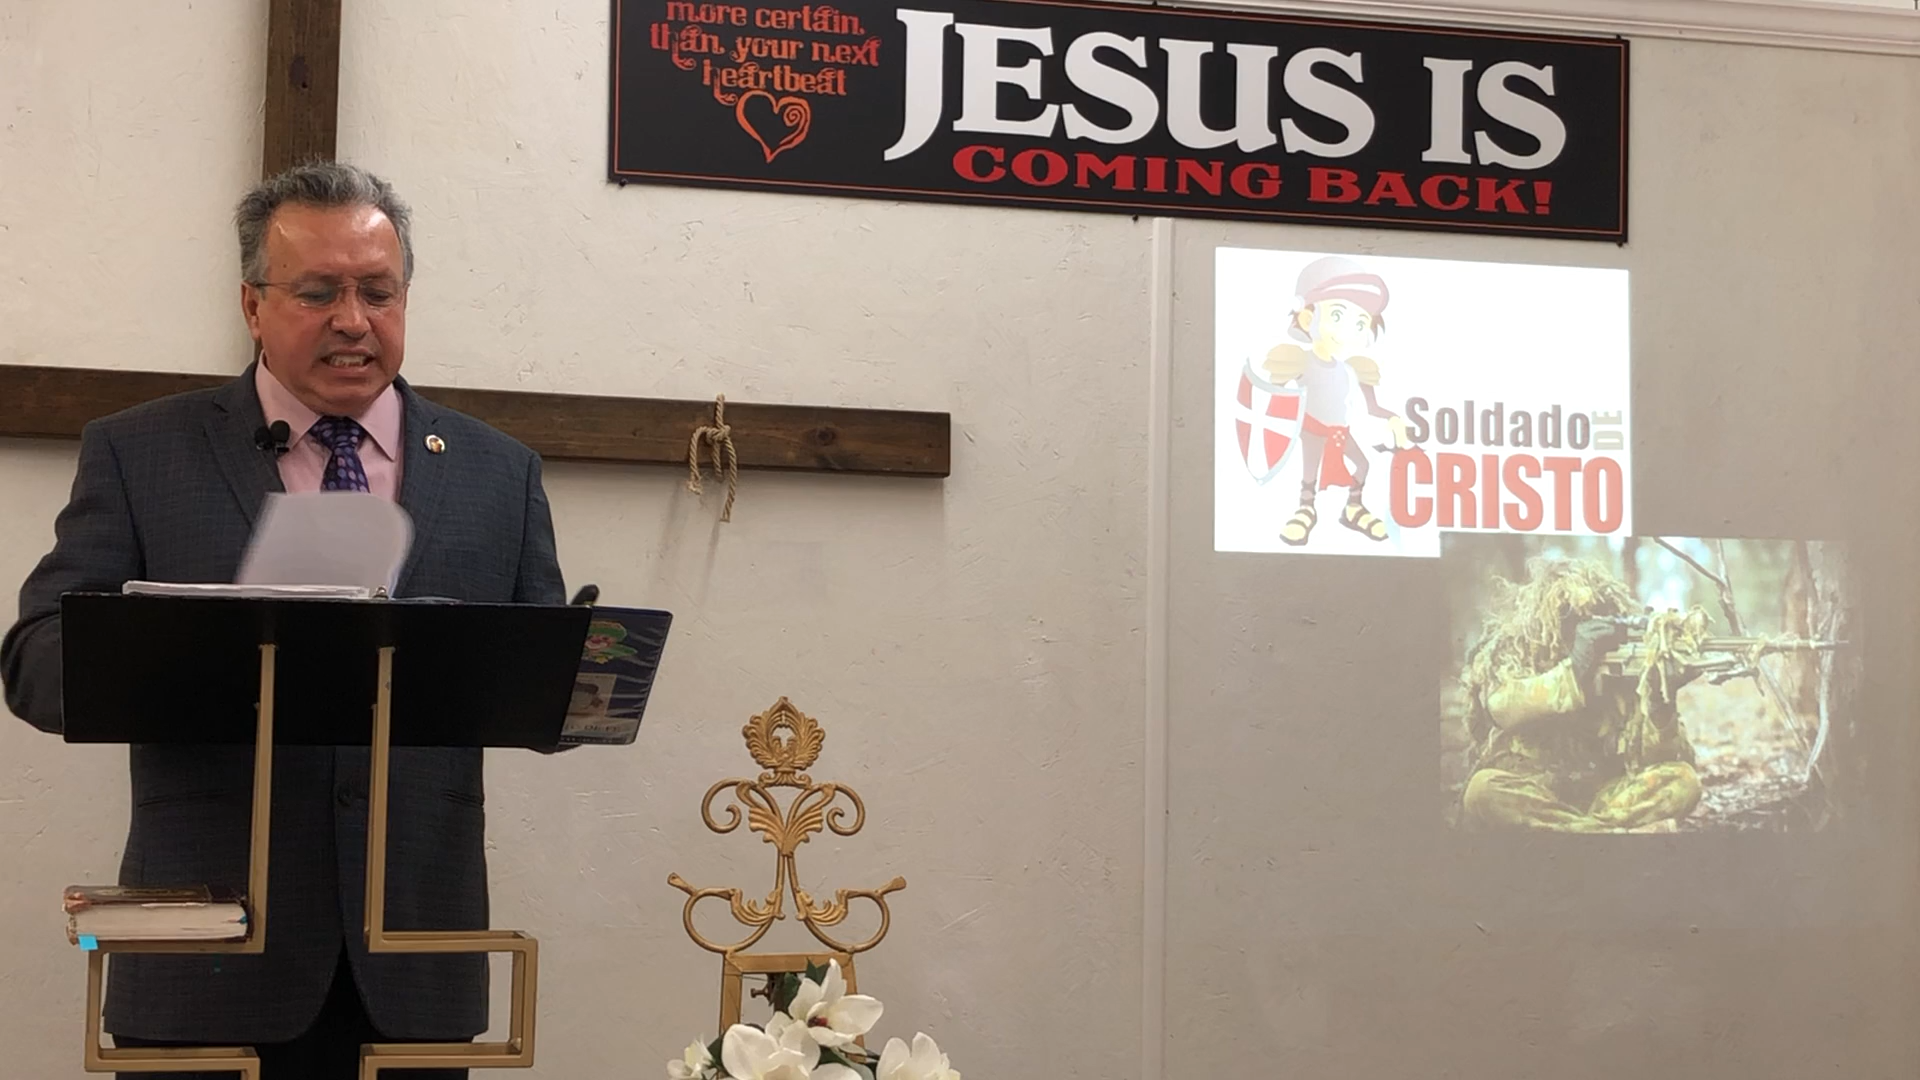 more certain,
than your next
heartbeat
JESUS IS
COMING BACK!
Soldado DE
CRISTO